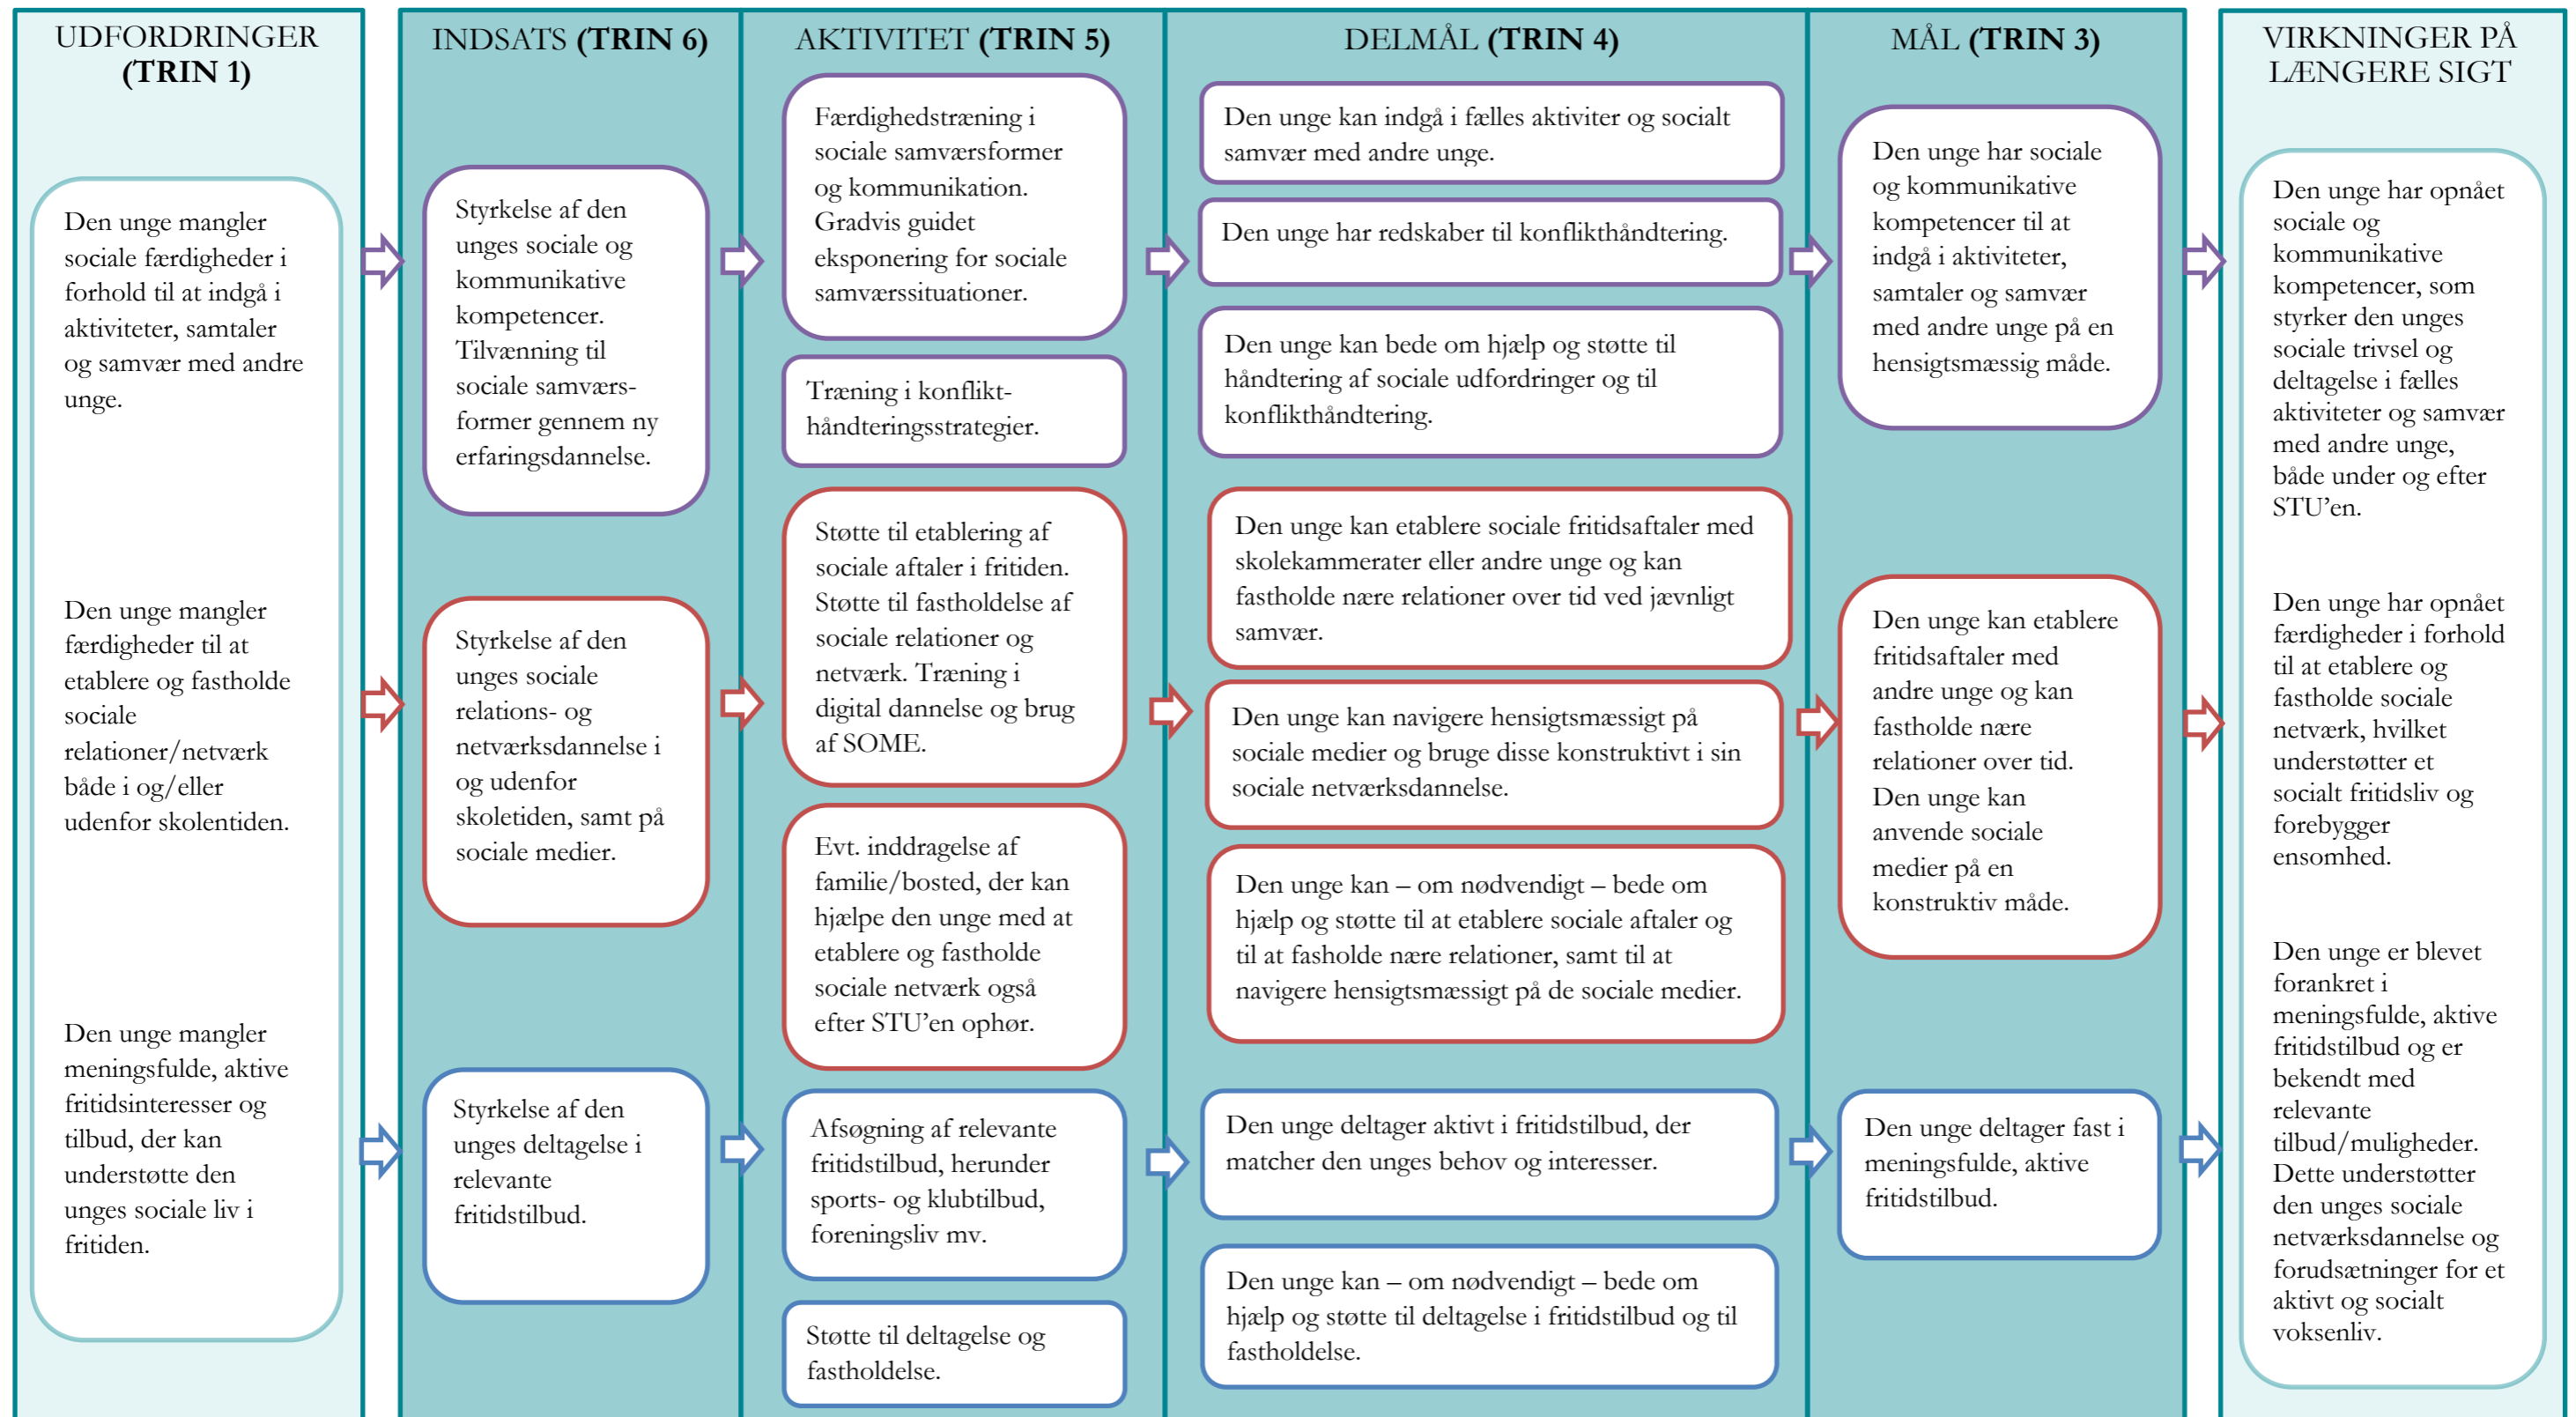 UDFORDRINGER
(TRIN 1)
Den unge mangler
sociale færdigheder i
forhold til at indgå i
aktiviteter, samtaler
og samvær med andre
unge.
Den unge mangler
færdigheder til at
etablere og fastholde
sociale
relationer/netværk
både i og/eller
udenfor skolentiden.
Den unge mangler
meningsfulde, aktive
fritidsinteresser og
tilbud, der kan
understøtte den
unges sociale liv i
fritiden.
INDSATS (TRIN 6)
Styrkelse af den
unges sociale og
kommunikative
kompetencer.
Tilvænning til
sociale samværs-
former gennem ny
erfaringsdannelse.
Styrkelse af den
unges sociale
relations- og
netværksdannelse i
og udenfor
skoletiden, samt på
sociale medier.
Styrkelse af den
unges deltagelse i
relevante
fritidstilbud.
AKTIVITET (TRIN 5)
Færdighedstræning i
sociale samværsformer
og kommunikation.
Gradvis guidet
eksponering for sociale
samværssituationer.
Træning i konflikt-
håndteringsstrategier.
Støtte til etablering af
sociale aftaler i fritiden.
Støtte til fastholdelse af
sociale relationer og
netværk. Træning i
digital dannelse og brug
af SOME.
Evt. inddragelse af
familie/bosted, der kan
hjælpe den unge med at
etablere og fastholde
sociale netværk også
efter STU’en ophør.
Afsøgning af relevante
fritidstilbud, herunder
sports- og klubtilbud,
foreningsliv mv.
Støtte til deltagelse og
fastholdelse.
DELMÅL (TRIN 4)
Den unge kan indgå i fælles aktiviter og socialt
samvær med andre unge.
Den unge har redskaber til konflikthåndtering.
Den unge kan bede om hjælp og støtte til
håndtering af sociale udfordringer og til
konflikthåndtering.
Den unge kan etablere sociale fritidsaftaler med
skolekammerater eller andre unge og kan
fastholde nære relationer over tid ved jævnligt
samvær.
Den unge kan navigere hensigtsmæssigt på
sociale medier og bruge disse konstruktivt i sin
sociale netværksdannelse.
Den unge kan – om nødvendigt – bede om
hjælp og støtte til at etablere sociale aftaler og
til at fasholde nære relationer, samt til at
navigere hensigtsmæssigt på de sociale medier.
Den unge deltager aktivt i fritidstilbud, der
matcher den unges behov og interesser.
Den unge kan – om nødvendigt – bede om
hjælp og støtte til deltagelse i fritidstilbud og til
fastholdelse.
MÅL (TRIN 3)
Den unge har sociale
og kommunikative
kompetencer til at
indgå i aktiviteter,
samtaler og samvær
med andre unge på en
hensigtsmæssig måde.
Den unge kan etablere
fritidsaftaler med
andre unge og kan
fastholde nære
relationer over tid.
Den unge kan
anvende sociale
medier på en
konstruktiv måde.
Den unge deltager fast i
meningsfulde, aktive
fritidstilbud.
VIRKNINGER PÅ
LÆNGERE SIGT
Den unge har opnået
sociale og
kommunikative
kompetencer, som
styrker den unges
sociale trivsel og
deltagelse i fælles
aktiviteter og samvær
med andre unge,
både under og efter
STU’en.
Den unge har opnået
færdigheder i forhold
til at etablere og
fastholde sociale
netværk, hvilket
understøtter et
socialt fritidsliv og
forebygger
ensomhed.
Den unge er blevet
forankret i
meningsfulde, aktive
fritidstilbud og er
bekendt med
relevante
tilbud/muligheder.
Dette understøtter
den unges sociale
netværksdannelse og
forudsætninger for et
aktivt og socialt
voksenliv.